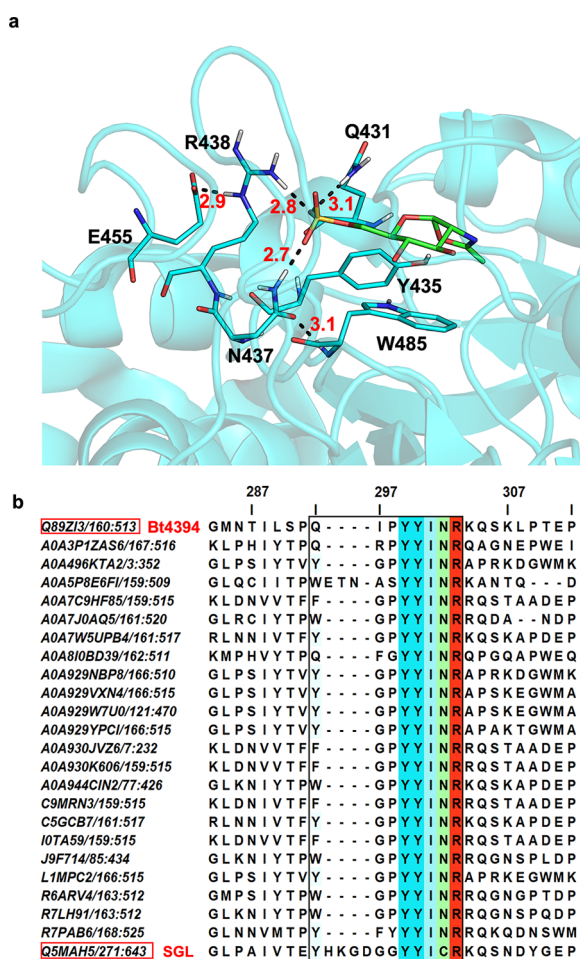 a
Q431
R438
3.1
2.8
2.9
E455
2.7
Y435
3.1
N437
W485
b
287 297 307
Q89ZI3/160:513 Bt4394 GMNTILSPQ----IPYYINRKQSKLPTEP
A0A3P1ZAS6/167:516 KLPHIYTPQ----RPYYINRQAGNEPWEI
A0A496KTA2/3:352 GLPSIYTVY----GPYYINRAPRKDGWMK
A0A5P8E6FI/159:509 GLQCIITPWETN-ASYYINRKANTQ---D
A0A7C9HF85/159:515 KLDNVVTFF----GPYYINRRQSTAADEP
A0A7J0AQ5/161:520 GLRCIYTPW----GPYYINRRQDA--NDP
A0A7W5UPB4/161:517 RLNNIVTFY----GPYYINRKQSKAPDEP
A0A8I0BD39/162:511 KMPHVYTPQ----FGYYINRQPGQAPWEQ
A0A929NBP8/166:510 GLPSIYTVY----GPYYINRAPRKDGWMK
A0A929VXN4/166:515 GLPSIYTVY----GPYYINRAPRKEGWMA
A0A929W7U0/121:470 GLPSIYTVY----GPYYINRAPRKEGWMA
A0A929YPCI/166:515 GLPSIYTVY----GPYYINRAPAKTGWMA
A0A930JVZ6/7:232 KLDNVVTFF----GPYYINRRQSTAADEP
A0A930K606/159:515 KLDNVVTFF----GPYYINRRQSTAADEP
A0A944CIN2/77:426 GLKNIYTPW----GPYYINRKQSKAPDEP
C9MRN3/159:515 KLDNVVTFF----GPYYINRRQSTAADEP
C5GCB7/161:517 RLNNIVTFY----GPYYINRKQSKAPDEP
I0TA59/159:515 KLDNVVTFF----GPYYINRRQSTAADEP
J9F714/85:434 GLKNIYTPW----GPYYINRRQGNSPLDP
L1MPC2/166:515 GLPSIYTVY----GPYYINRAPRKEGWMA
R6ARV4/163:512 GMPSIYTPW----GPYYINRRQGNGPTDP
R7LH91/163:512 GLKNIYTPW----GPYYINRRQGNSPQDP
R7PAB6/168:525 GLNNVMTPY----FYYYINRRQKDNSWMP
Q5MAH5/271:643 SGL GLPAIVTEYHKGDGGYYICRKQSNDYGEP